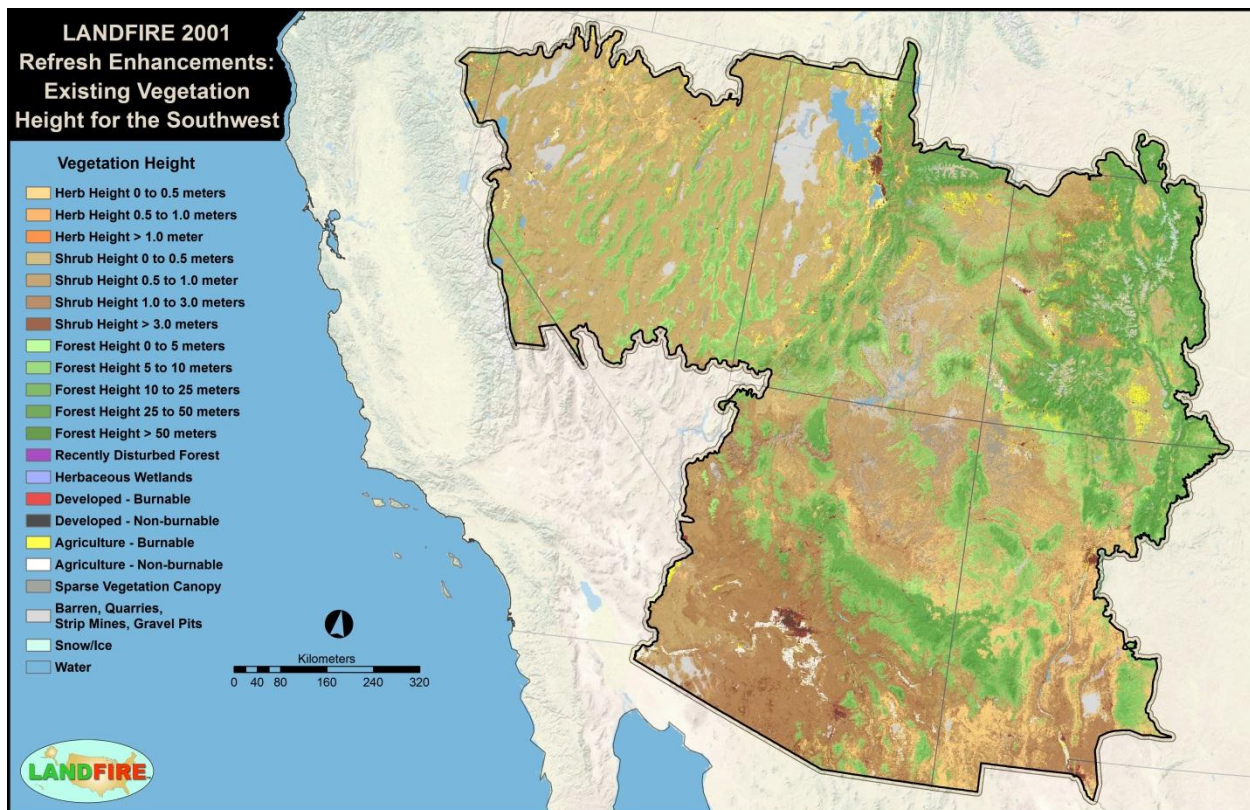 LANDFIRE 2001
Refresh Enhancements:
Existing Vegetation
Height for the Southwest
Vegetation Height
Herb Height 0 to 0.5 meters
Herb Height 0.5 to 1.0 meters
Herb Height > 1.0 meter
Shrub Height 0 to 0.5 meters
Shrub Height 0.5 to 1.0 meter
Shrub Height 1.0 to 3.0 meters
Shrub Height > 3.0 meters
Forest Height 0 to 5 meters
Forest Height 5 to 10 meters
Forest Height 10 to 25 meters
Forest Height 25 to 50 meters
Forest Height > 50 meters
Recently Disturbed Forest
Herbaceous Wetlands
Developed - Burnable
Developed - Non-burnable
Agriculture - Burnable
Agriculture - Non-burnable
Sparse Vegetation Canopy
Barren, Quarries,
Strip Mines, Gravel Pits
Snow/Ice
Water
Kilometers
0 40 80 160 240 320
LANDFIRE